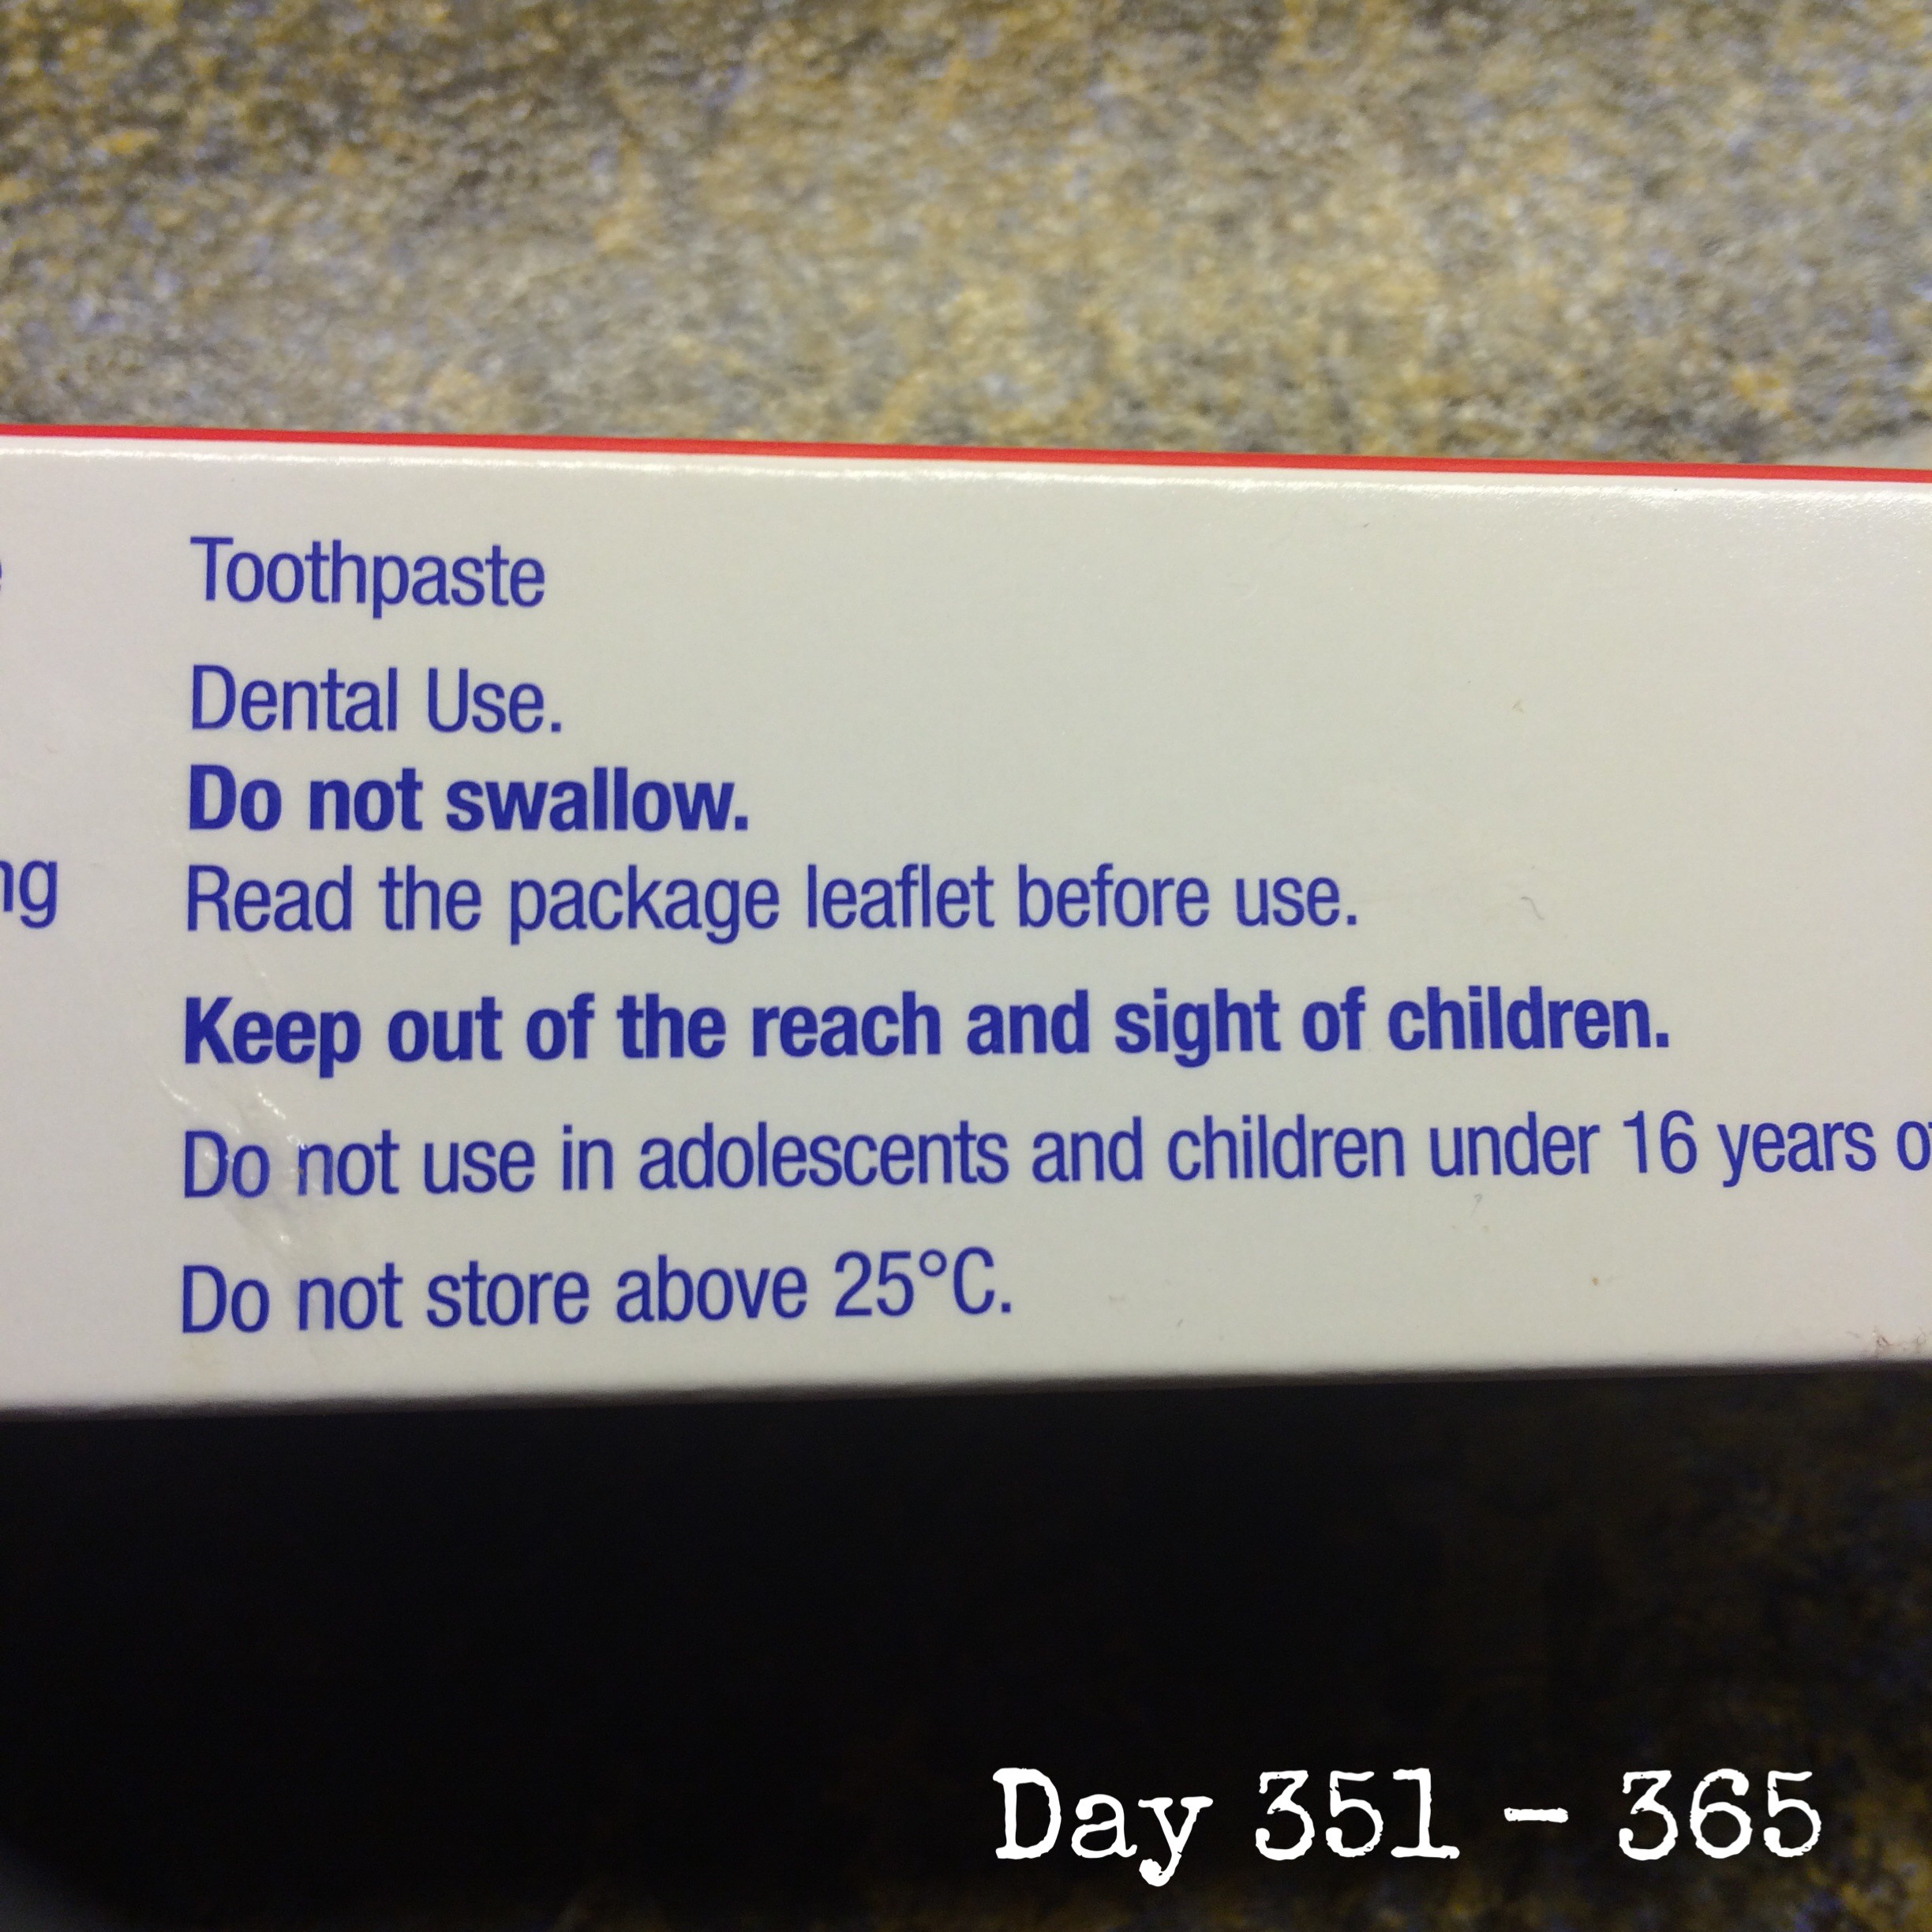 Toothpaste
Dental Use.
Do not swallow.
Read the package leaflet before use.
Keep out of the reach and sight of children.
Do not use in adolescents and children under 16 years
Do not store above 25°C.
Day 351 - 365